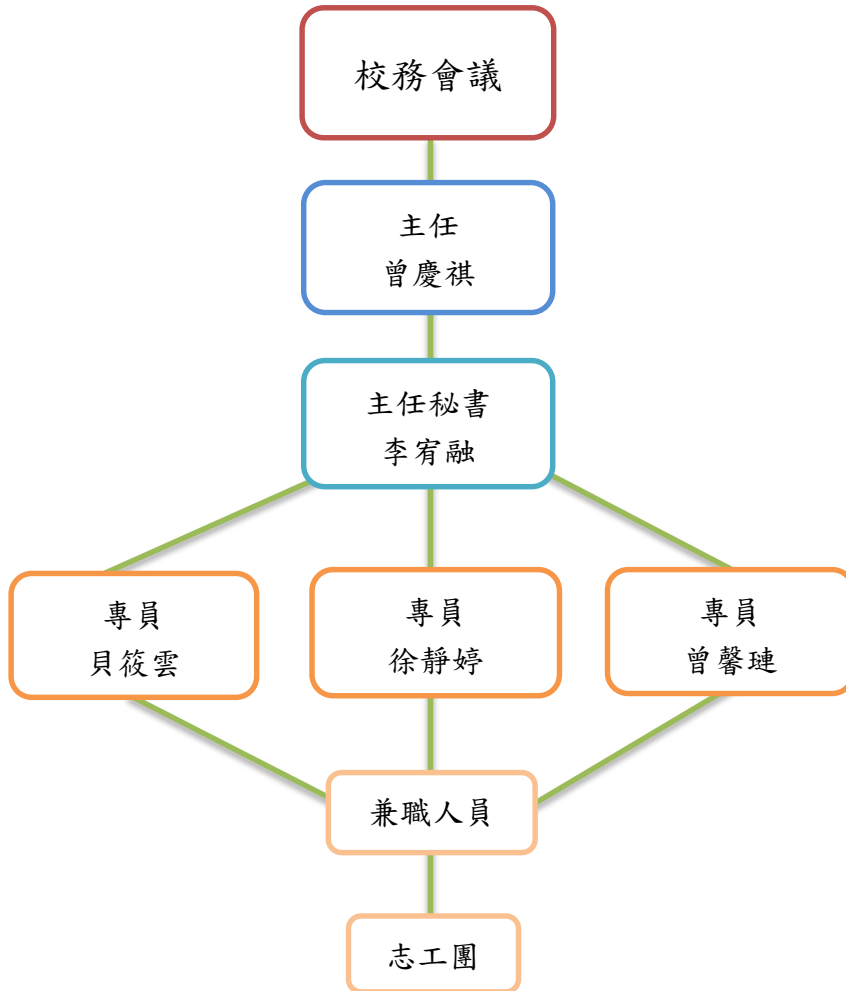 校務會議
主任
曾慶祺
主任秘書
李宥融
專員
貝筱雲
專員
徐靜婷
專員
曾馨璉
兼職人員
志工團